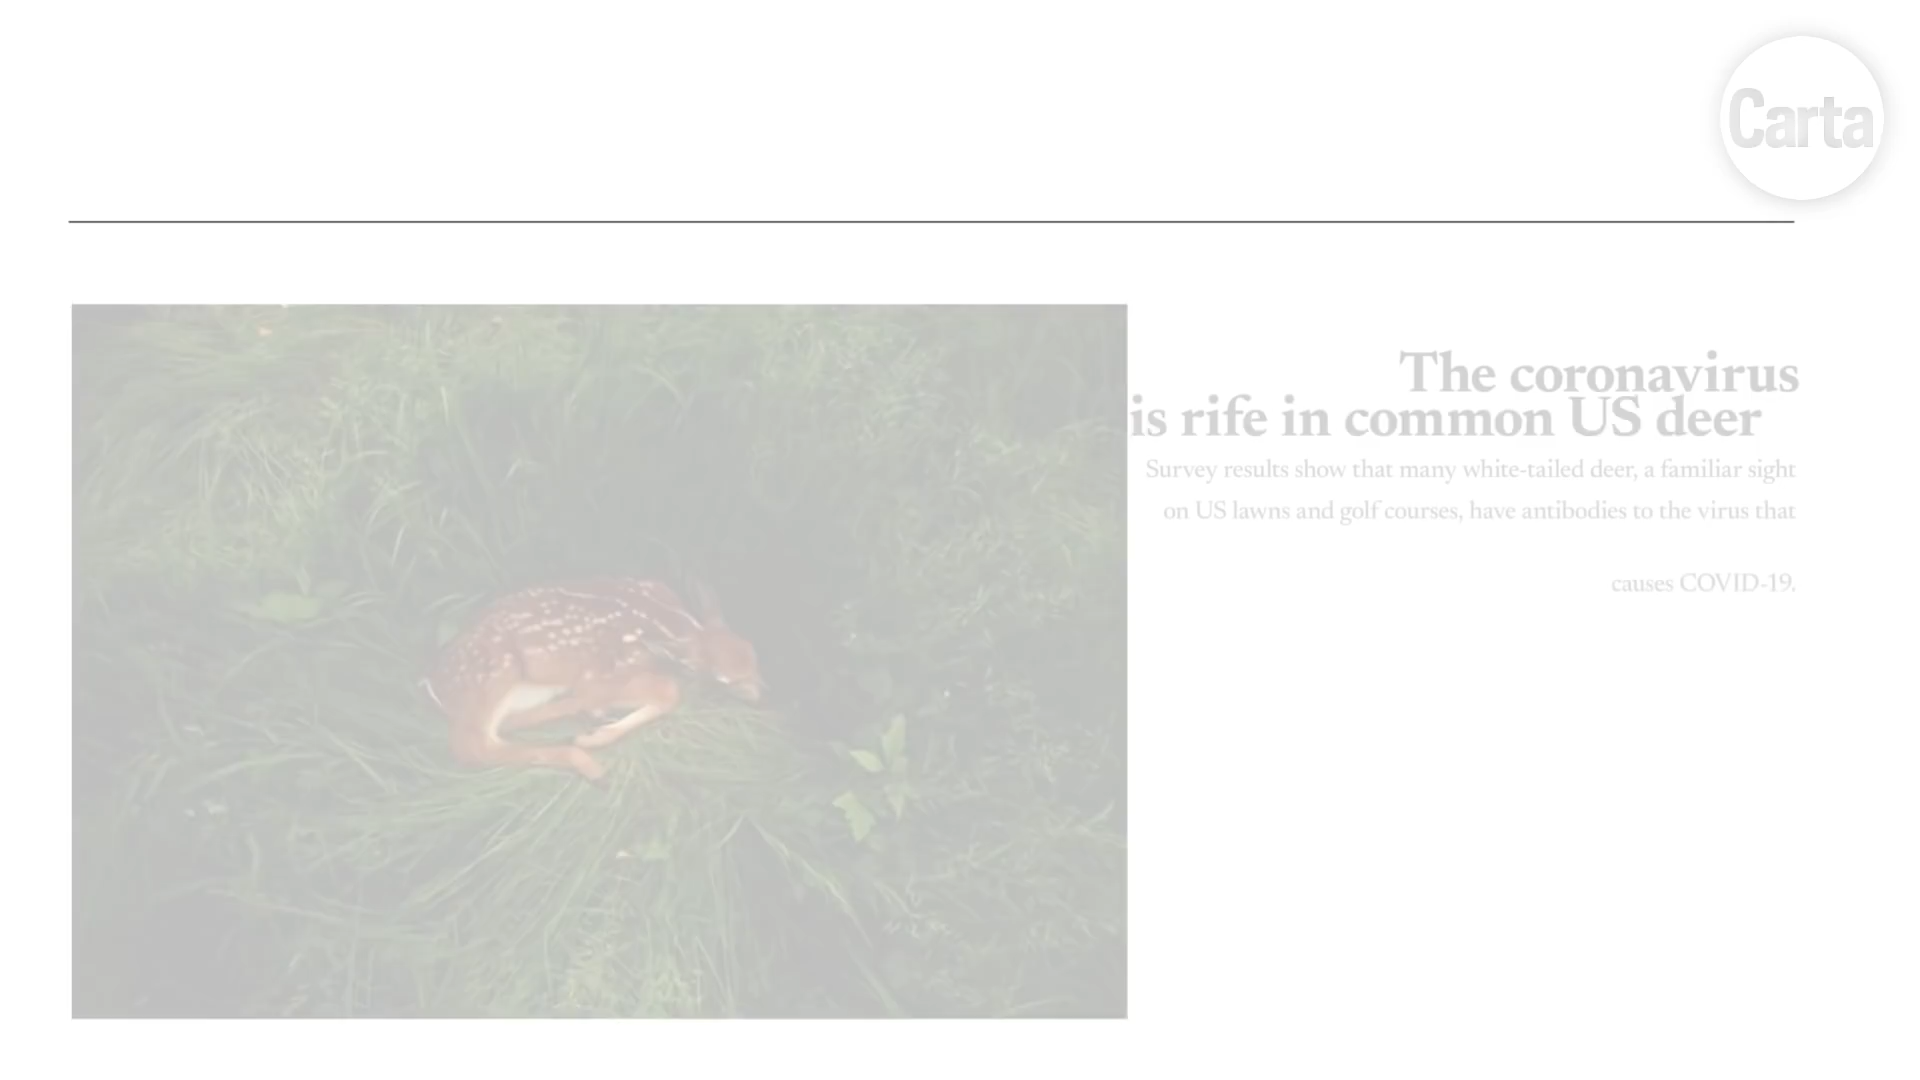 Carta
The coronavirus
is rife in common US deer
Survey results show that many white-tailed deer, a familiar sight
on US lawns and golf courses, have antibodies to the virus that
causes COVID-19.